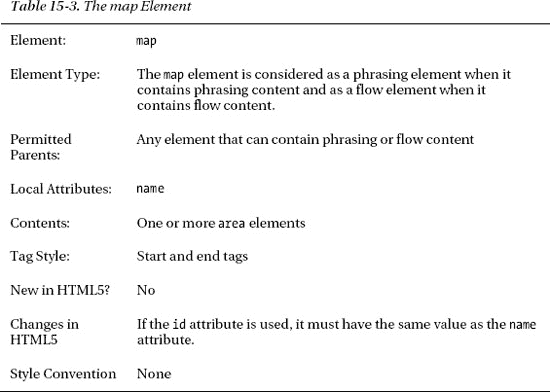 Table 15-3. The map Element
Element: map
Element Type: The map element is considered as a phrasing element when it
contains phrasing content and as a flow element when it
contains flow content.
Permitted Any element that can contain phrasing or flow content
Parents:
Local Attributes: name
Contents: One or more area elements
Tag Style: Start and end tags
New in HTML5? No
Changes in If the id attribute is used, it must have the same value as the name
HTML5 attribute.
Style Convention None